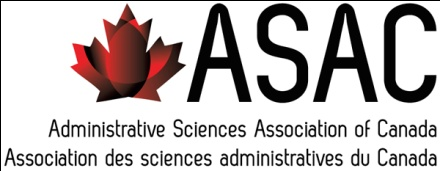 ASAC
Administrative Sciences Association of Canada
Association des sciences administratives du Canada